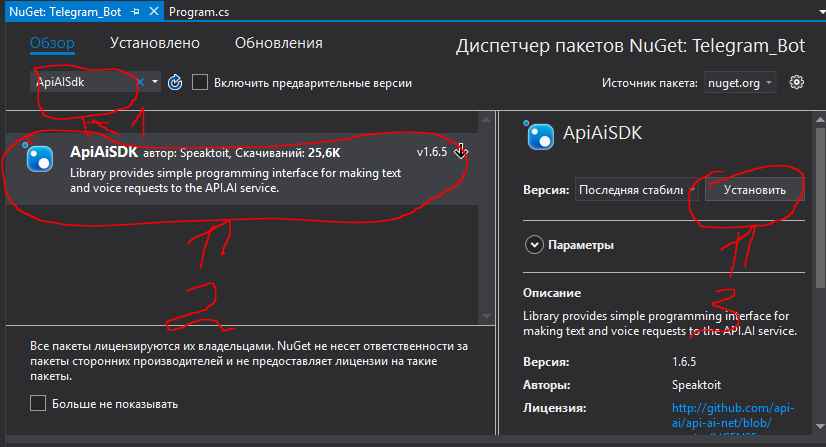 NuGet: Telegram_Bot Program.cs
Обзор Установлено Обновления
Диспетчер пакетов NuGet: Telegram_Bot
ApiAISdk Включить предварительные версии
Источник пакета: nuget.org
1
ApiAiSDK автор: Speaktoit, Скачиваний: 25,6K v1.6.5
Library provides simple programming interface for making text
and voice requests to the API.AI service.
2
Все пакеты лицензируются их владельцами. NuGet не несет ответственности за
пакеты сторонних производителей и не предоставляет лицензии на такие
пакеты.
Больше не показывать
ApiAiSDK
Версия: Последняя стабиль Установить
3
Параметры
Описание
Library provides simple programming interface for
making text and voice requests to the API.AI service.
Версия: 1.6.5
Авторы: Speaktoit
Лицензия: http://github.com/api-
ai/api-ai-net/blob/